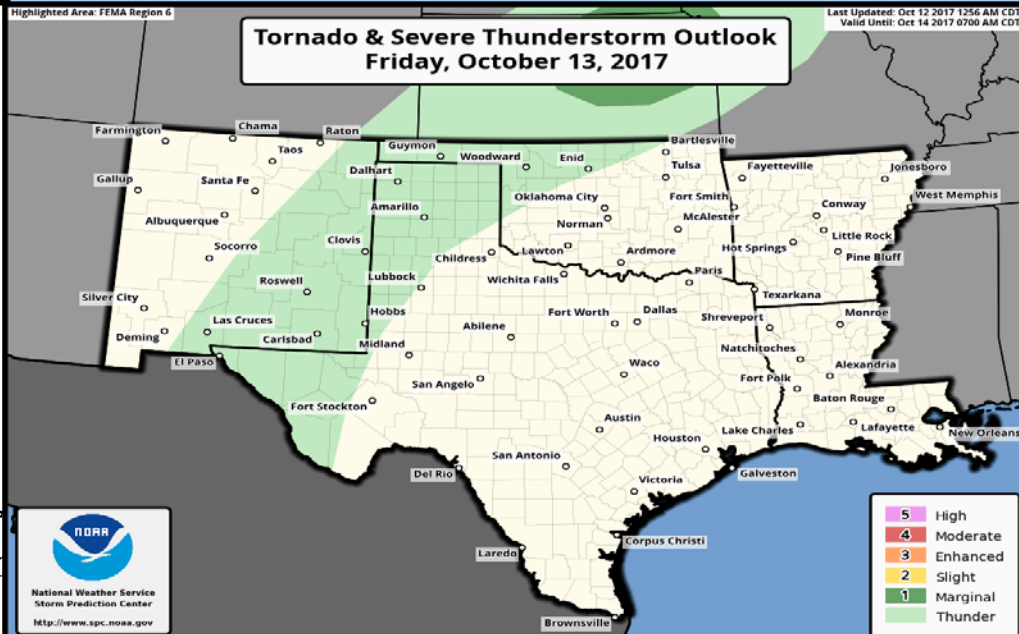 Highlighted Area: FEMA Region 6
Last Updated: Oct 12 2017 1256 AM CDT
Valid Until: Oct 14 2017 0700 AM CDT
Tornado & Severe Thunderstorm Outlook
Friday, October 13, 2017
Farmington
Chama
Raton
Taos
Guymon
Woodward
Enid
Bartlesville
Tulsa
Fayetteville
Jonesboro
Gallup
Santa Fe
Dalhart
Amarillo
Oklahoma City
Fort Smith
Conway
West Memphis
Albuquerque
Norman
McAlester
Little Rock
Socorro
Clovis
Childress
Lawton
Ardmore
Hot Springs
Pine Bluff
Roswell
Lubbock
Wichita Falls
Paris
Texarkana
Silver City
Las Cruces
Hobbs
Fort Worth
Dallas
Shreveport
Monroe
Deming
Carlsbad
Midland
Abilene
Natchitoches
El Paso
San Angelo
Waco
Fort Polk
Alexandria
Fort Stockton
Austin
Baton Rouge
Houston
Lake Charles
Lafayette
New Orleans
Del Rio
San Antonio
Victoria
Galveston
Laredo
Corpus Christi
Brownsville
NOAA
National Weather Service
Storm Prediction Center
http://www.spc.noaa.gov
5 High
4 Moderate
3 Enhanced
2 Slight
1 Marginal
Thunder